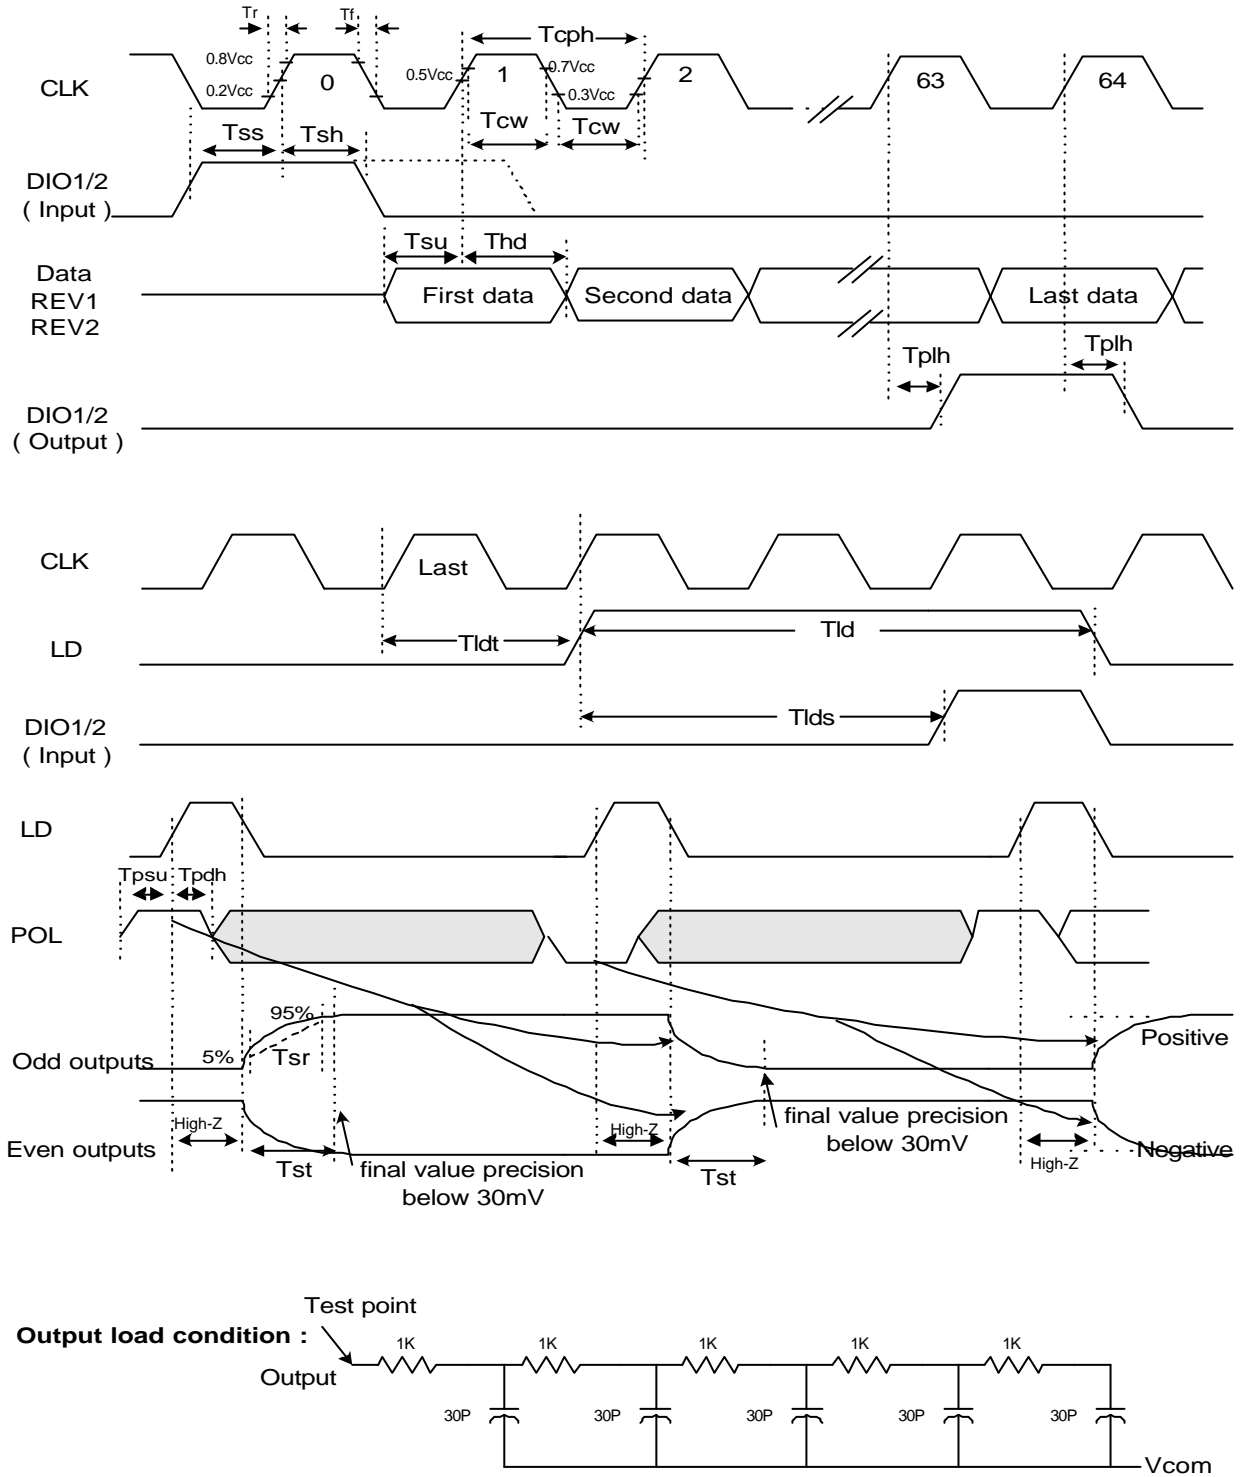 Tr
Tf
Tcph
0.8Vcc
0.2Vcc
0.5Vcc
0.7Vcc
0.3Vcc
CLK
0
1
2
63
64
Tss
Tsh
Tcw
Tcw
DIO1/2
( Input )
Tsu
Thd
Data
REV1
REV2
First data
Second data
Last data
Tplh
Tplh
DIO1/2
( Output )
CLK
Last
LD
Tldt
Tld
DIO1/2
( Input )
Tlds
LD
Tpsu
Tpdh
POL
95%
5%
Tsr
Odd outputs
Positive
High-Z
High-Z
High-Z
Even outputs
Negative
Tst
Tst
final value precision
below 30mV
final value precision
below 30mV
Test point
Output load condition :
Output
1K
1K
1K
1K
1K
30P
30P
30P
30P
30P
Vcom